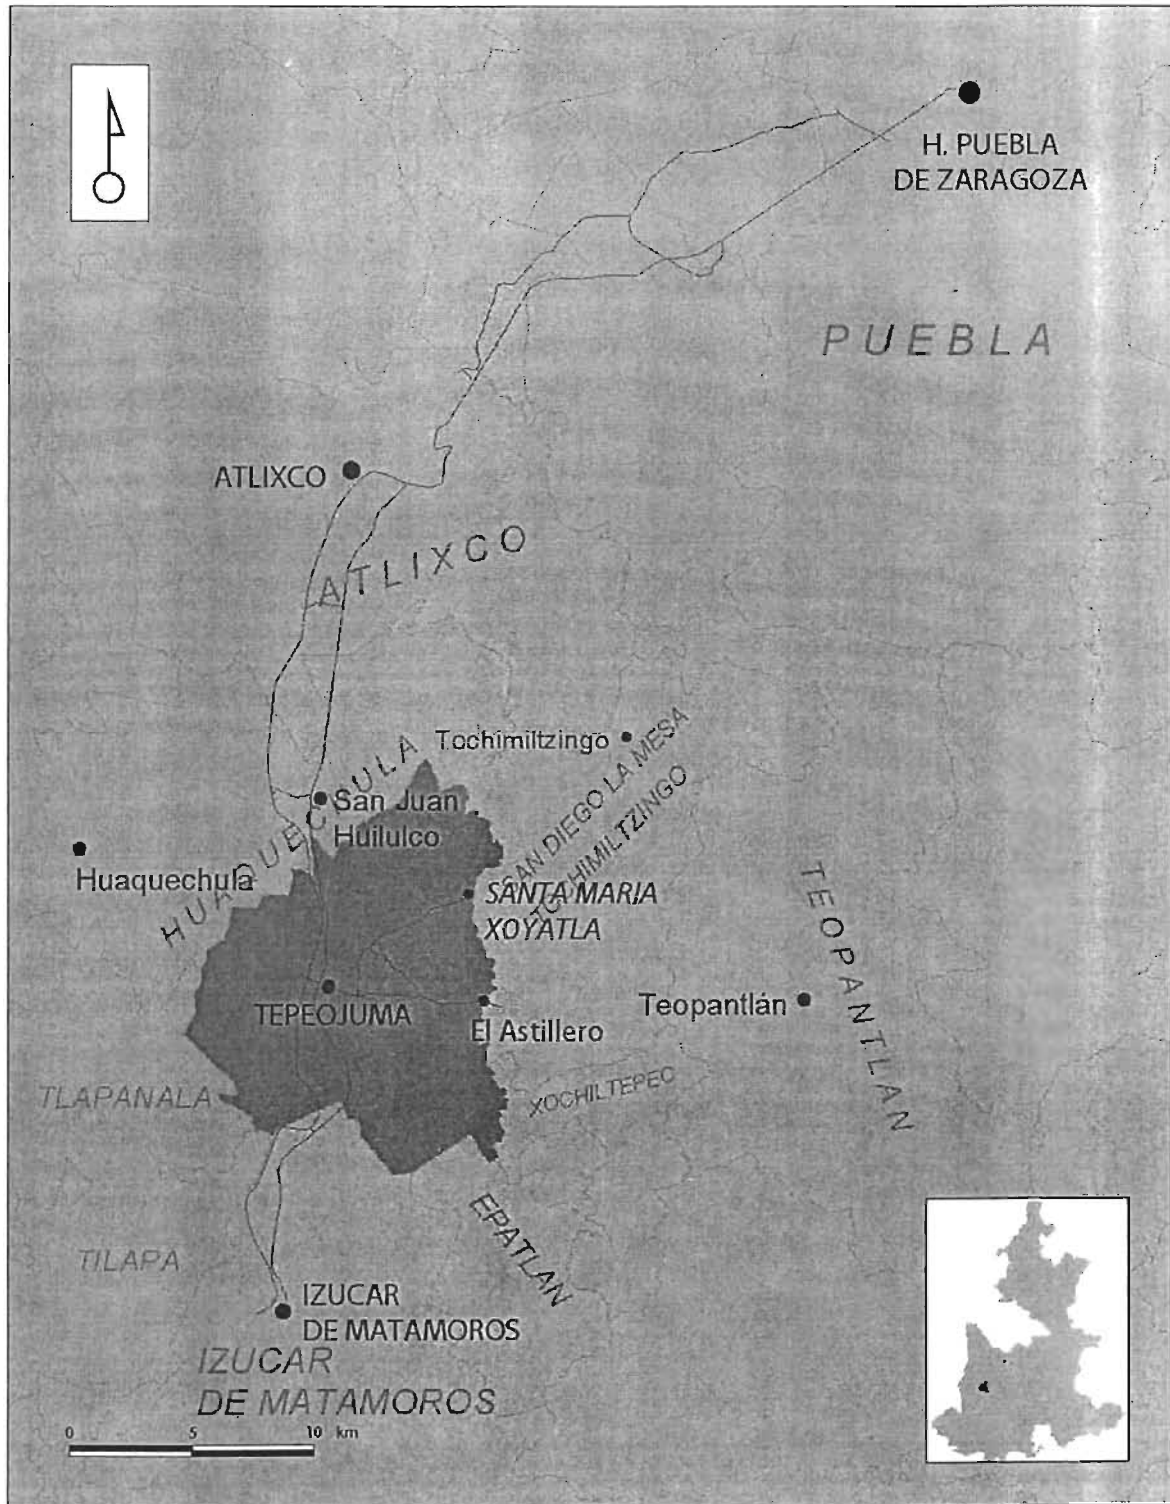 H. PUEBLA
DE ZARAGOZA
PUEBLA
ATLIXCO
ATLIXCO
Tochimiltzingo
SAN DIEGO LA MESA
TOCHIMILTZINGO
HUAQUECHULA
San Juan
Huilulco
Huaquechula
SANTA MARIA
XOYATLA
TEOPANTLAN
TEPEOJUMA
El Astillero
Teopantlán
TLAPANALA
XOCHILTEPEC
EPATLAN
TILAPA
IZUCAR
DE MATAMOROS
IZUCAR
DE MATAMOROS
0 5 10 km